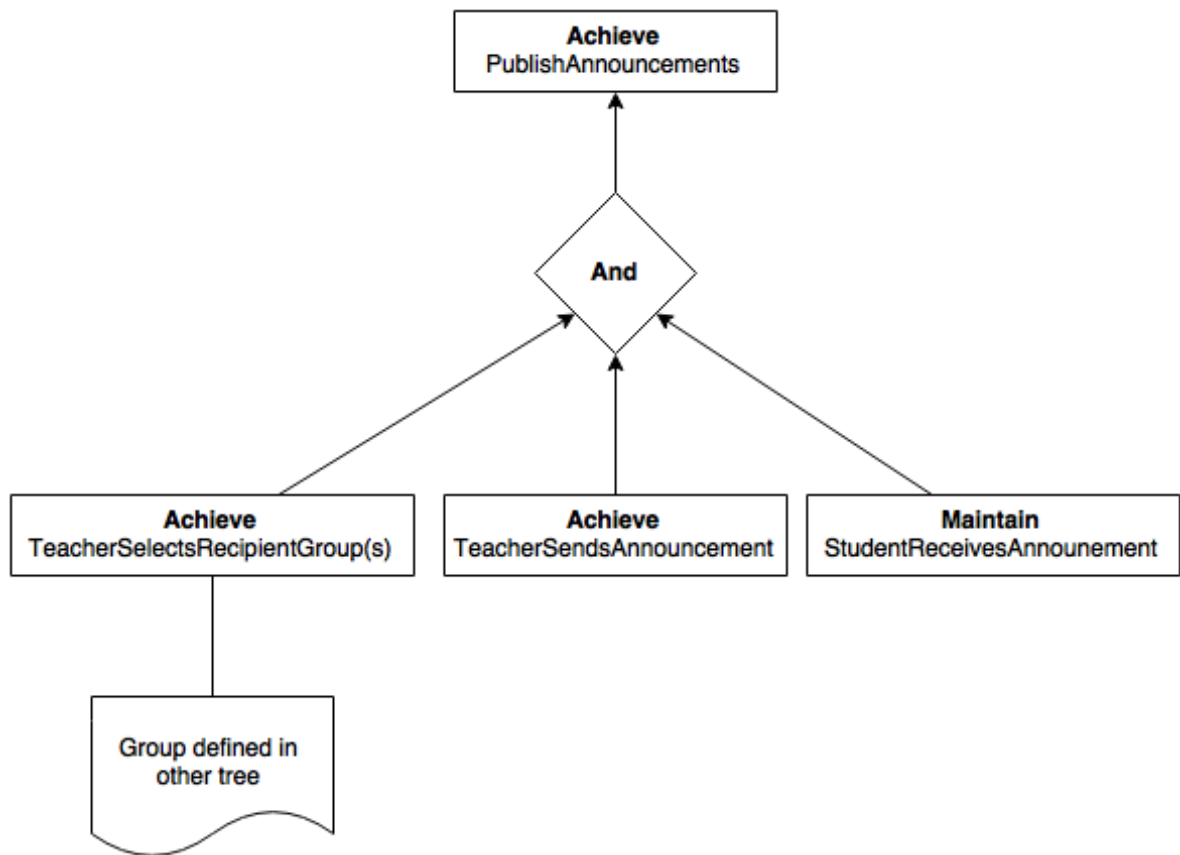 Achieve
PublishAnnouncements
And
Achieve
TeacherSelectsRecipientGroup(s)
Achieve
TeacherSendsAnnouncement
Maintain
StudentReceivesAnnounement
Group defined in
other tree